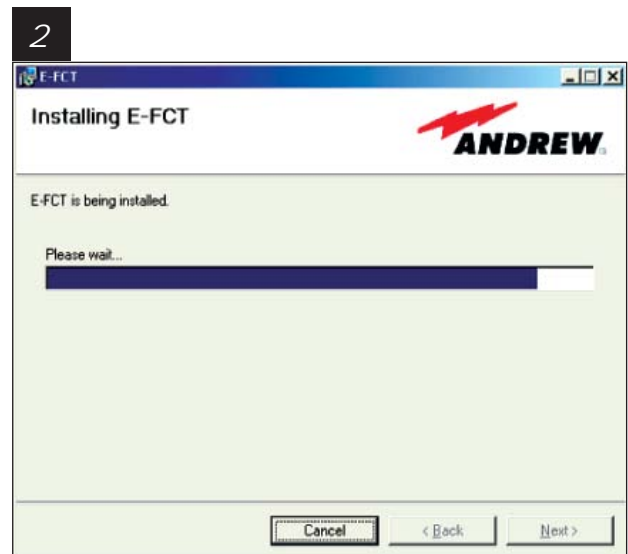 2
E-FCT
Installing E-FCT
ANDREW.
E-FCT is being installed.
Please wait...
Cancel
< Back
Next >